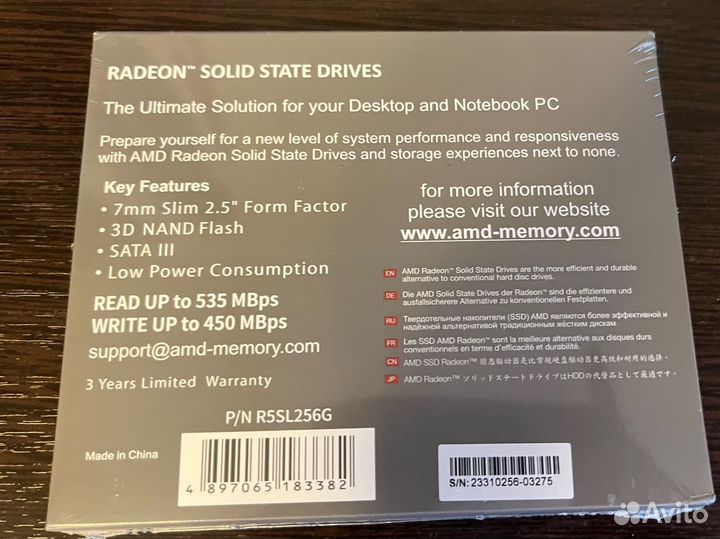 RADEON™ SOLID STATE DRIVES
The Ultimate Solution for your Desktop and Notebook PC
Prepare yourself for a new level of system performance and responsiveness
with AMD Radeon Solid State Drives and storage experiences next to none.
Key Features
• 7mm Slim 2.5" Form Factor
• 3D NAND Flash
• SATA III
• Low Power Consumption
READ UP to 535 MBps
WRITE UP to 450 MBps
support@amd-memory.com
3 Years Limited Warranty
for more information
please visit our website
www.amd-memory.com
EN AMD Radeon™ Solid State Drives are the more efficient and durable
alternative to conventional hard disc drives.
DE Die AMD Solid State Drives der Radeon™ sind die effizientere und
ausfallsicherere Alternative zu konventionellen Festplatten.
RU Твердотельные накопители (SSD) AMD являются более эффективной и
надёжной альтернативой традиционным жёстким дискам.
FR Les SSD AMD Radeon™ sont la meilleure alternative aux disques durs
conventionnels en terme d'efficacité et durabilité.
CN AMD SSD Radeon™ 固态驱动器是比常规硬盘驱动器更高效和耐用的选择。
JP AMD Radeon™ ソリッドステートドライブはHDDの代替品として最適です。
P/N R5SL256G
Made in China
4 897065 183382
S/N: 23310256-03275
Avito